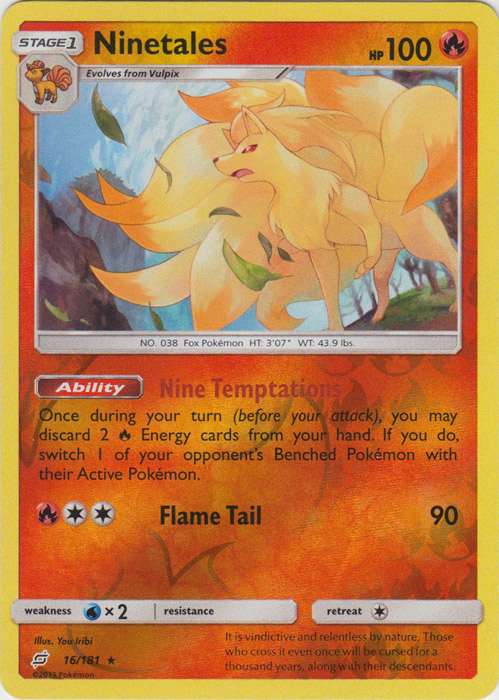 STAGE 1 Ninetales HP 100
Evolves from Vulpix
NO. 038 Fox Pokémon HT: 3'07" WT: 43.9 lbs.
Ability Nine Temptations
Once during your turn (before your attack), you may
discard 2 Energy cards from your hand. If you do,
switch 1 of your opponent's Benched Pokémon with
their Active Pokémon.
Flame Tail 90
weakness ×2 resistance retreat
Illus. You Iribi
16/181 ★
©2019 Pokémon
It is vindictive and relentless by nature. Those
who cross it even once will be cursed for a
thousand years, along with their descendants.